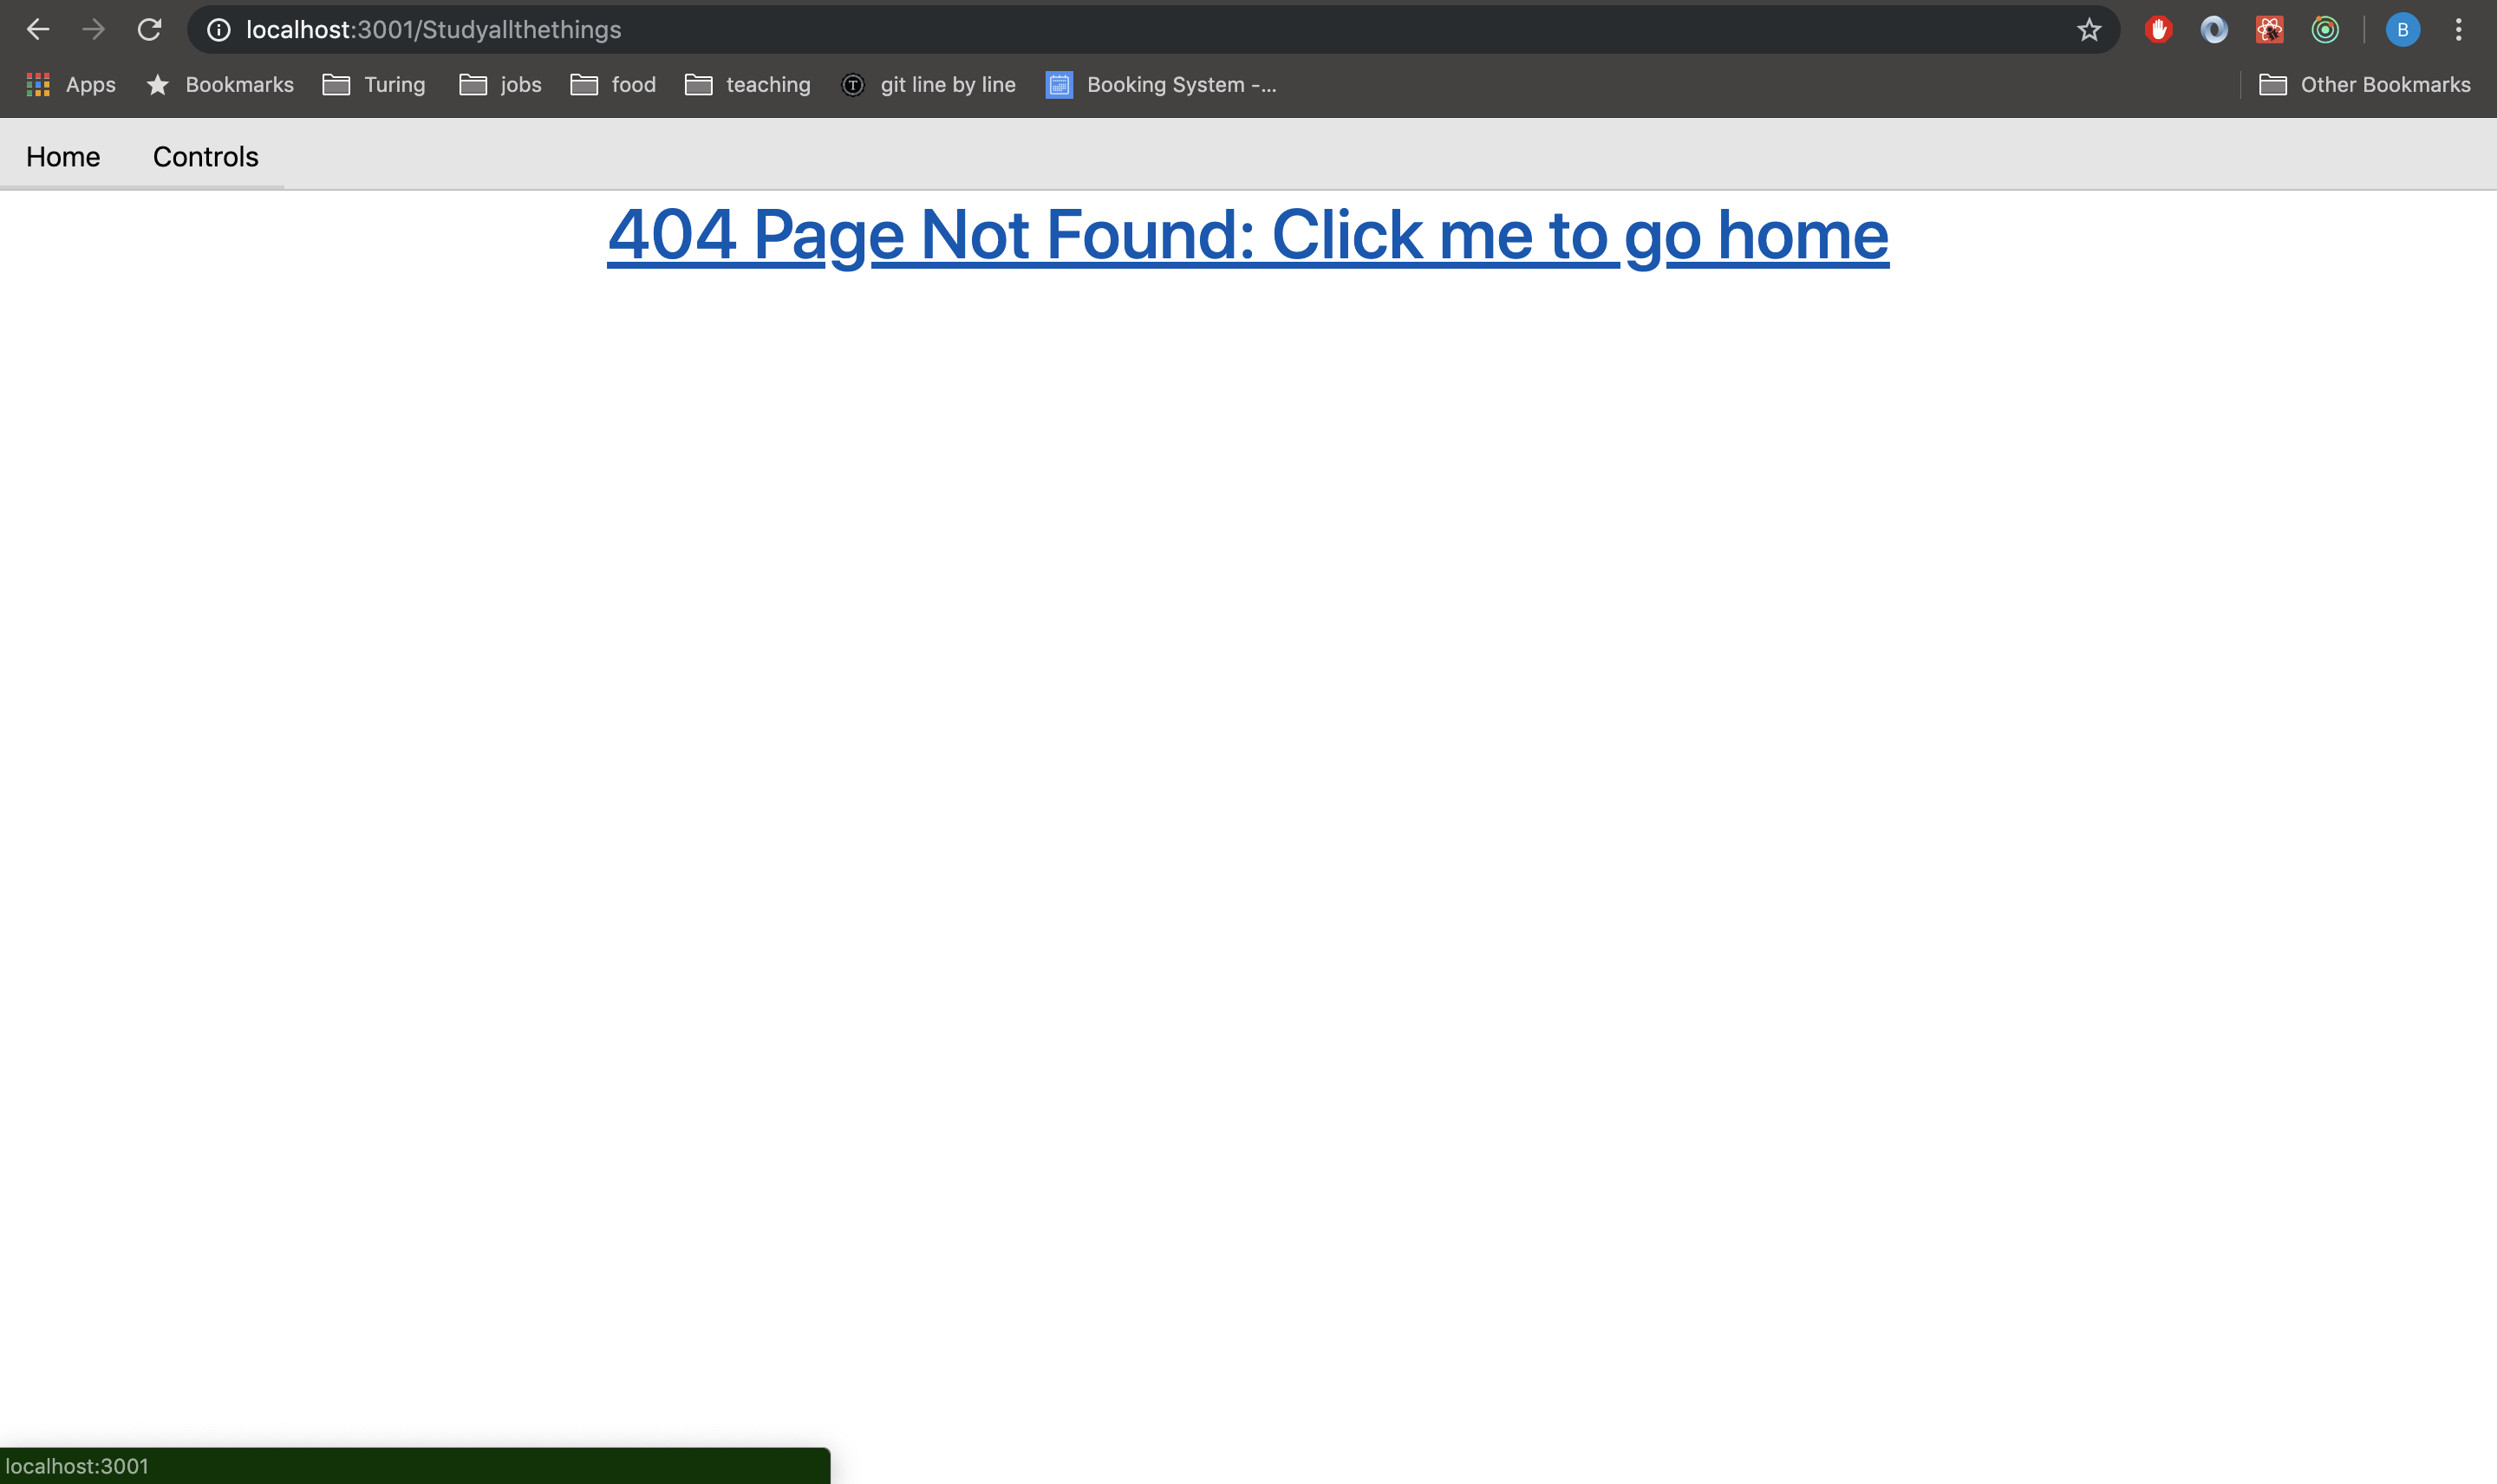 localhost:3001/Studyallthethings
B
Apps Bookmarks Turing jobs food teaching T git line by line Booking System -... Other Bookmarks
Home Controls
404 Page Not Found: Click me to go home
localhost:3001